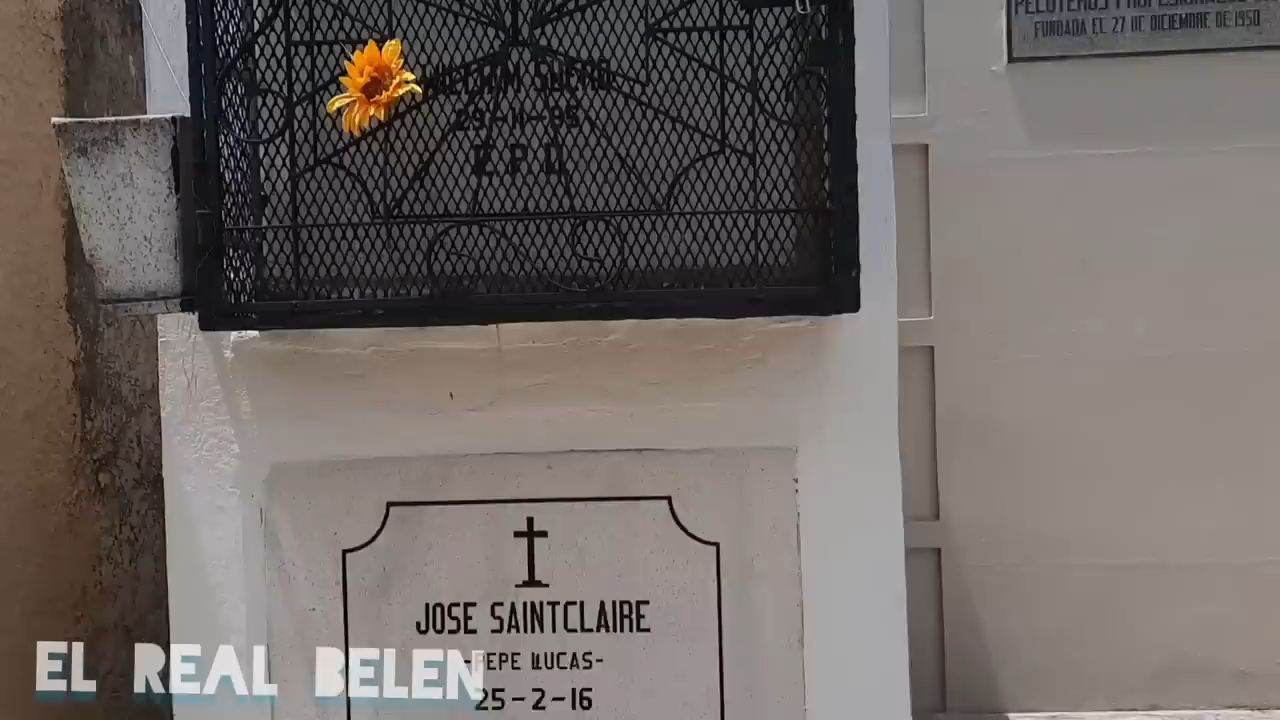 PELOTEROS PROFESIONALES
FUNDADA EL 27 DE DICIEMBRE DE 1950
29-11-95
E.P.D
JOSE SAINTCLAIRE
-PEPE LUCAS-
25-2-16
EL REAL BELEN